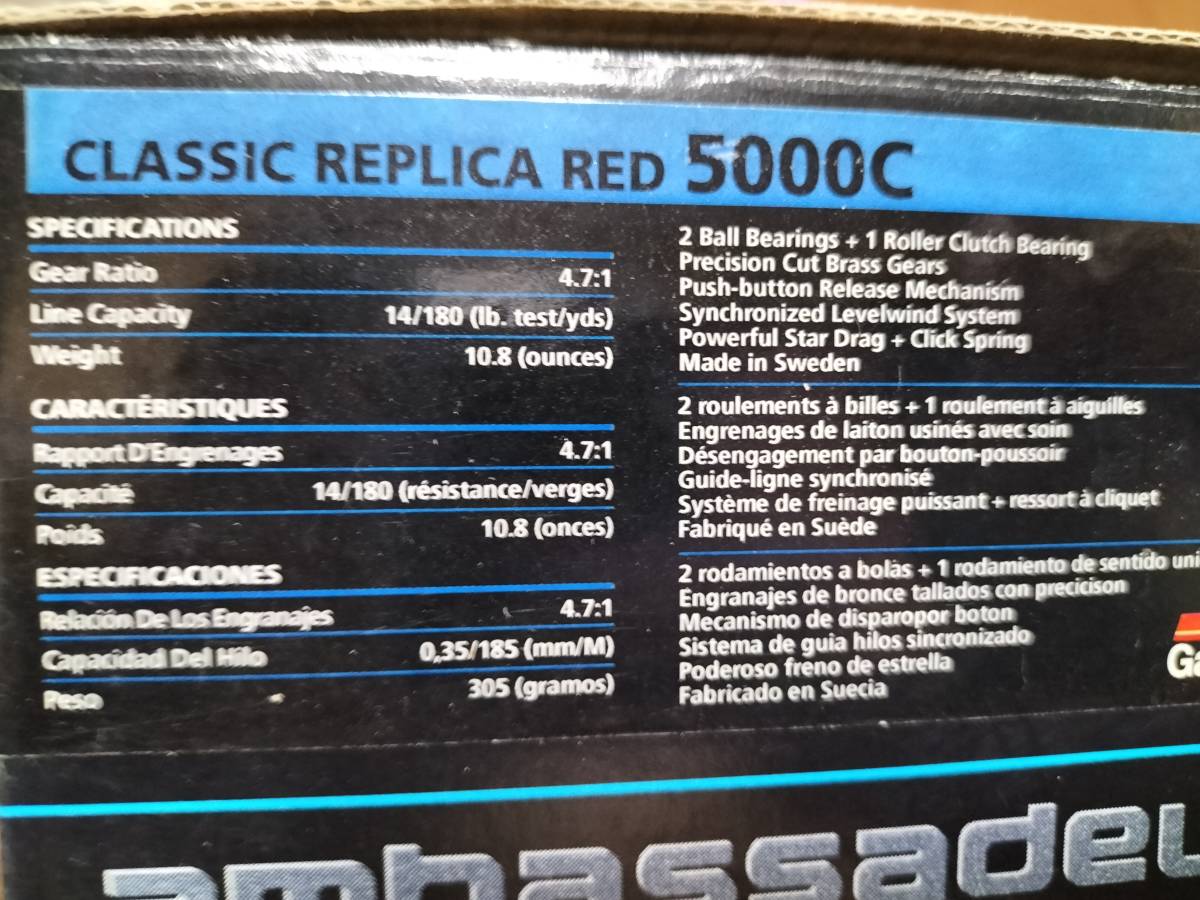 CLASSIC REPLICA RED 5000C
SPECIFICATIONS
Gear Ratio 4.7:1
Line Capacity 14/180 (lb. test/yds)
Weight 10.8 (ounces)
CARACTÉRISTIQUES
Rapport D'Engrenages 4.7:1
Capacité 14/180 (résistance/verges)
Poids 10.8 (onces)
ESPECIFICACIONES
Relación De Los Engranajes 4.7:1
Capacidad Del Hilo 0,35/185 (mm/M)
Peso 305 (gramos)
2 Ball Bearings + 1 Roller Clutch Bearing
Precision Cut Brass Gears
Push-button Release Mechanism
Synchronized Levelwind System
Powerful Star Drag + Click Spring
Made in Sweden
2 roulements à billes + 1 roulement à aiguilles
Engrenages de laiton usinés avec soin
Désengagement par bouton-poussoir
Guide-ligne synchronisé
Système de freinage puissant + ressort à cliquet
Fabriqué en Suède
2 rodamientos a bolas + 1 rodamiento de sentido uni
Engranajes de bronce tallados con precicison
Mecanismo de disparopor boton
Sistema de guia hilos sincronizado
Poderoso freno de estrella
Fabricado en Suecia
Ga
ambassadeu